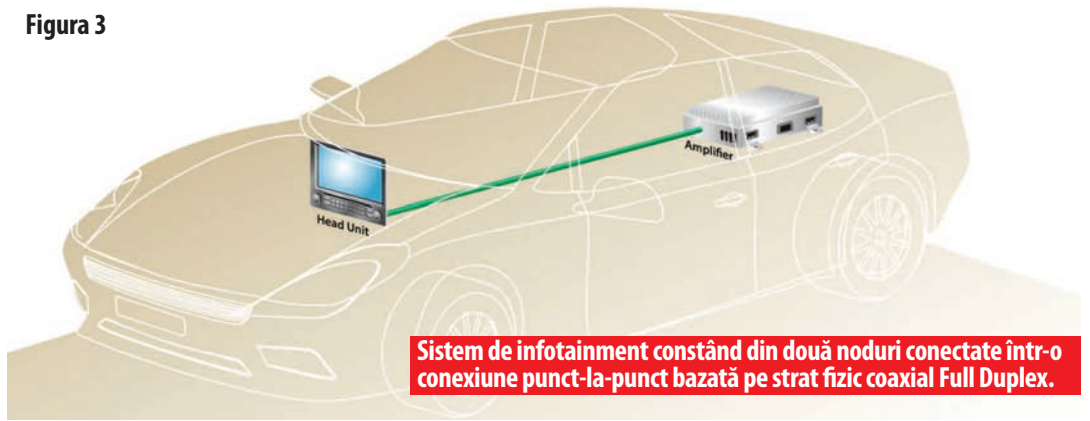 Figura 3
Amplifier
Head Unit
Sistem de infotainment constând din două noduri conectate într-o
conexiune punct-la-punct bazată pe strat fizic coaxial Full Duplex.